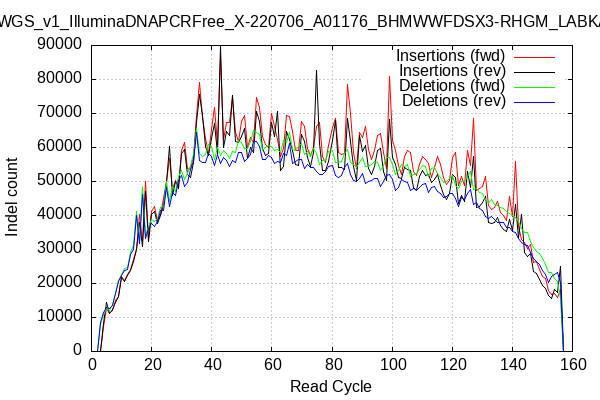 WGS_v1_IlluminaDNAPCRFree_X-220706_A01176_BHMWWFDSX3-RHGM_LABKA
Insertions (fwd)
Insertions (rev)
Deletions (fwd)
Deletions (rev)
90000
80000
70000
60000
50000
40000
30000
20000
10000
0
Indel count
0 20 40 60 80 100 120 140 160
Read Cycle